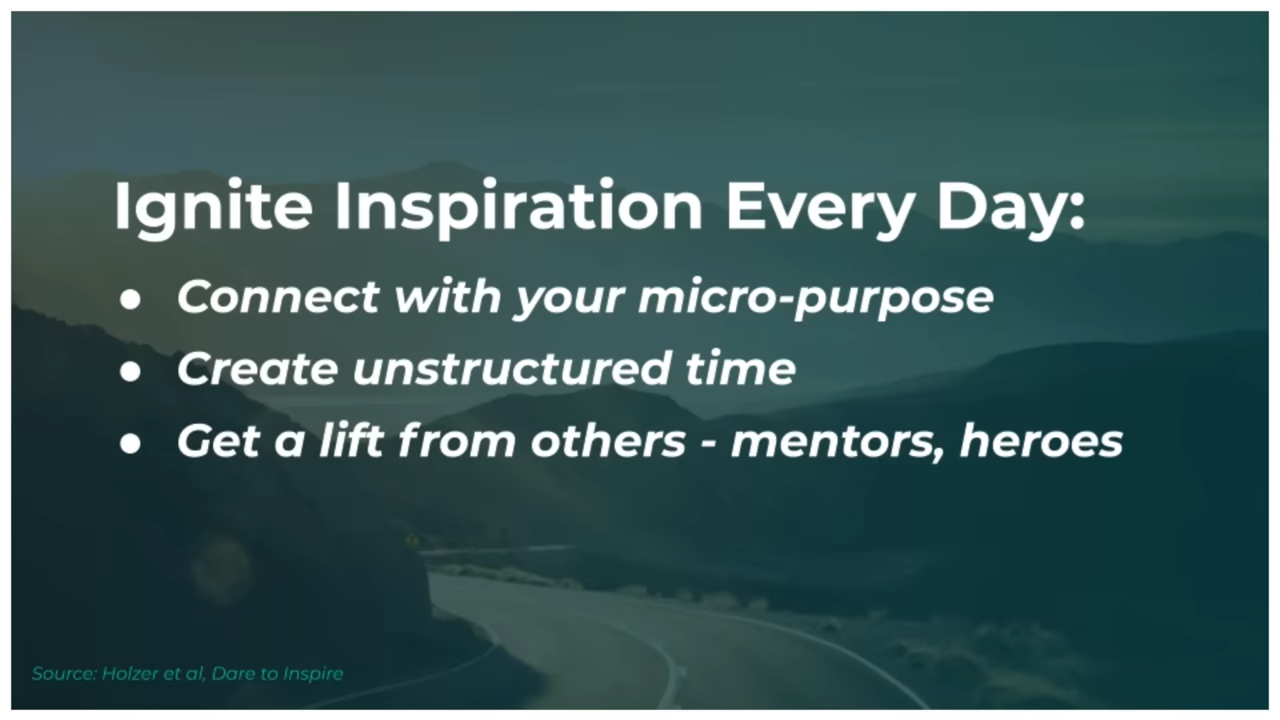 Ignite Inspiration Every Day:
● Connect with your micro-purpose
● Create unstructured time
● Get a lift from others - mentors, heroes
Source: Holzer et al, Dare to Inspire